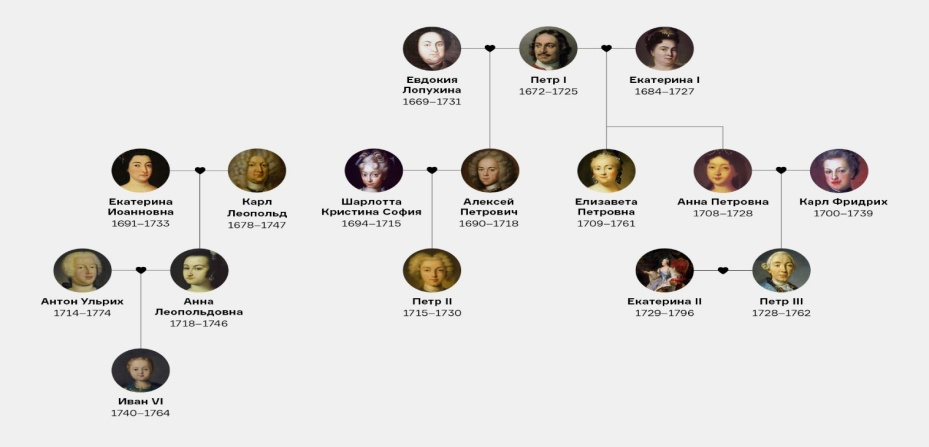 Евдокия
Лопухина
1669–1731
Петр I
1672–1725
Екатерина I
1684–1727
Екатерина
Иоанновна
1691–1733
Карл
Леопольд
1678–1747
Шарлотта
Кристина София
1694–1715
Алексей
Петрович
1690–1718
Елизавета
Петровна
1709–1761
Анна Петровна
1708–1728
Карл Фридрих
1700–1739
Антон Ульрих
1714–1774
Анна
Леопольдовна
1718–1746
Петр II
1715–1730
Екатерина II
1729–1796
Петр III
1728–1762
Иван VI
1740–1764